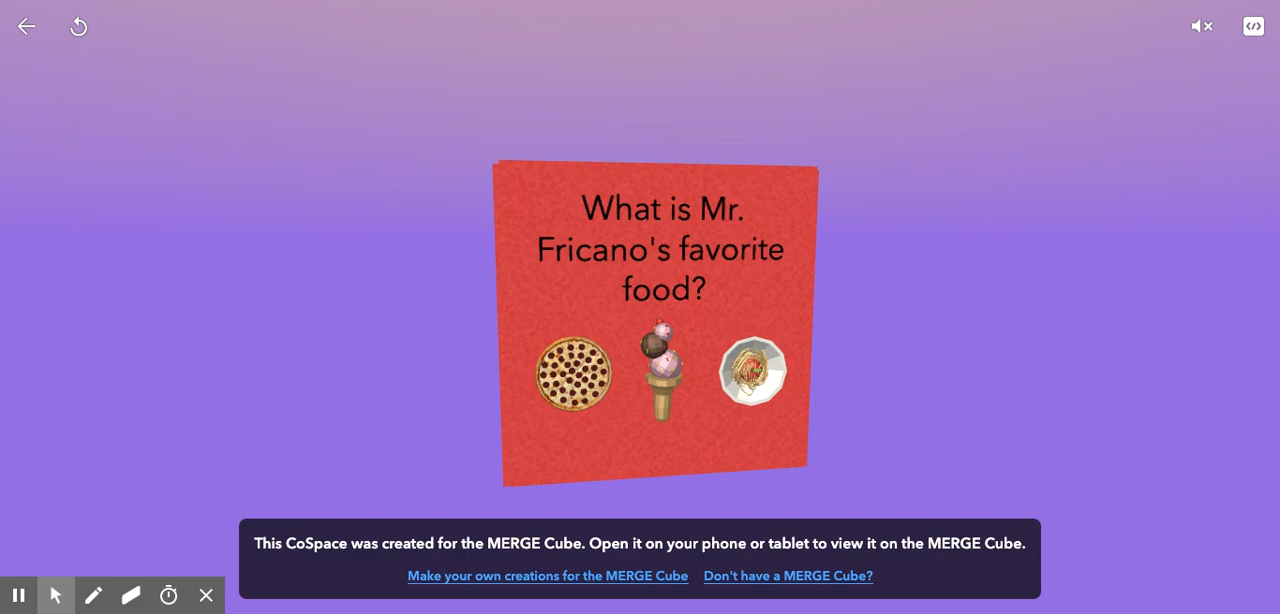 What is Mr.
Fricano's favorite
food?
This CoSpace was created for the MERGE Cube. Open it on your phone or tablet to view it on the MERGE Cube.
Make your own creations for the MERGE Cube Don't have a MERGE Cube?